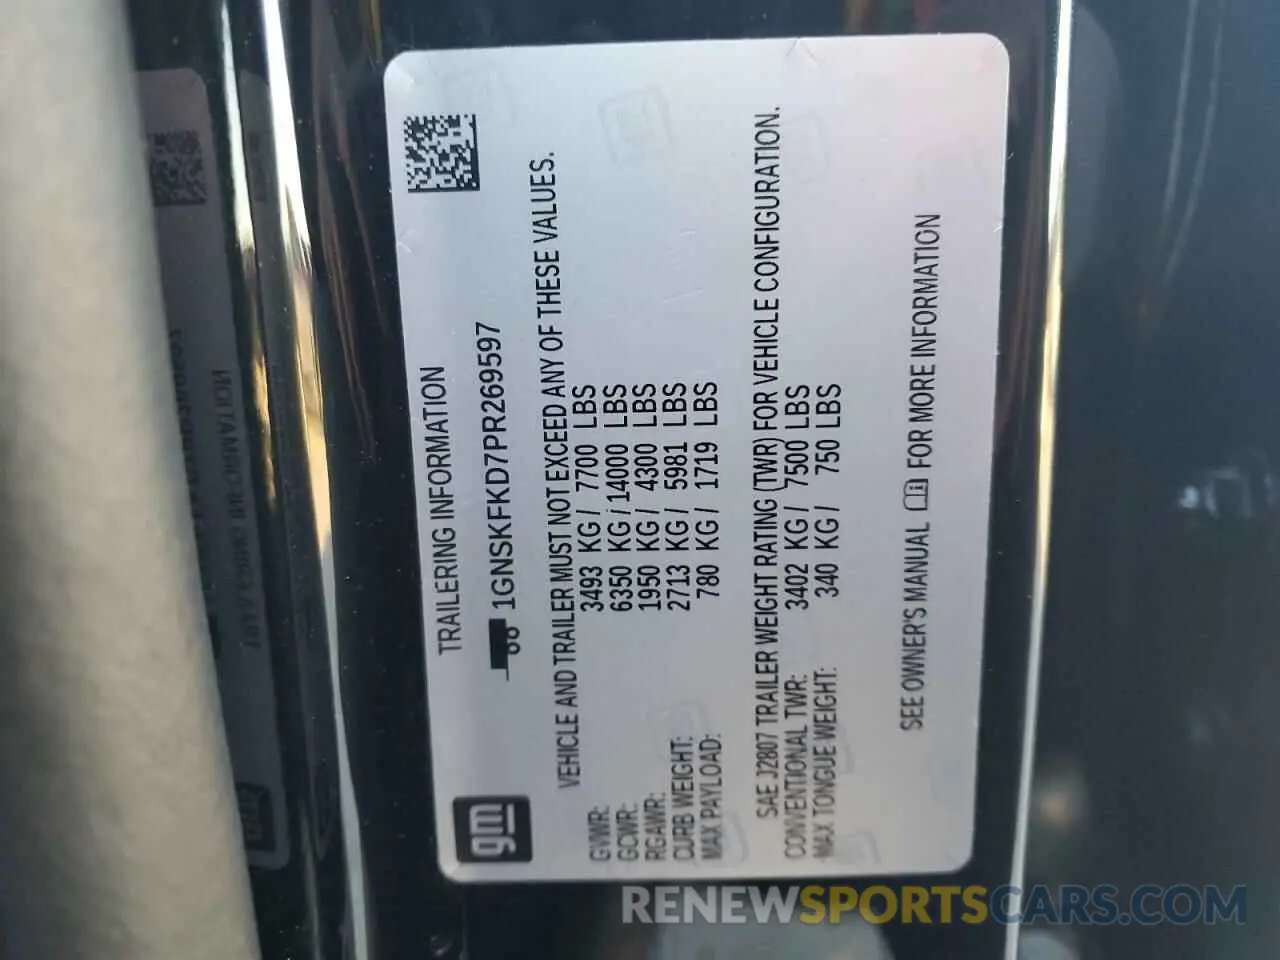 gm
TRAILERING INFORMATION
1GNSKFKD7PR269597
VEHICLE AND TRAILER MUST NOT EXCEED ANY OF THESE VALUES.
GVWR: 3493 KG / 7700 LBS
GCWR: 6350 KG / 14000 LBS
RGAWR: 1950 KG / 4300 LBS
CURB WEIGHT: 2713 KG / 5981 LBS
MAX PAYLOAD: 780 KG / 1719 LBS
SAE J2807 TRAILER WEIGHT RATING (TWR) FOR VEHICLE CONFIGURATION.
CONVENTIONAL TWR: 3402 KG / 7500 LBS
MAX TONGUE WEIGHT: 340 KG / 750 LBS
SEE OWNER'S MANUAL FOR MORE INFORMATION
RENEWSPORTSCARS.COM